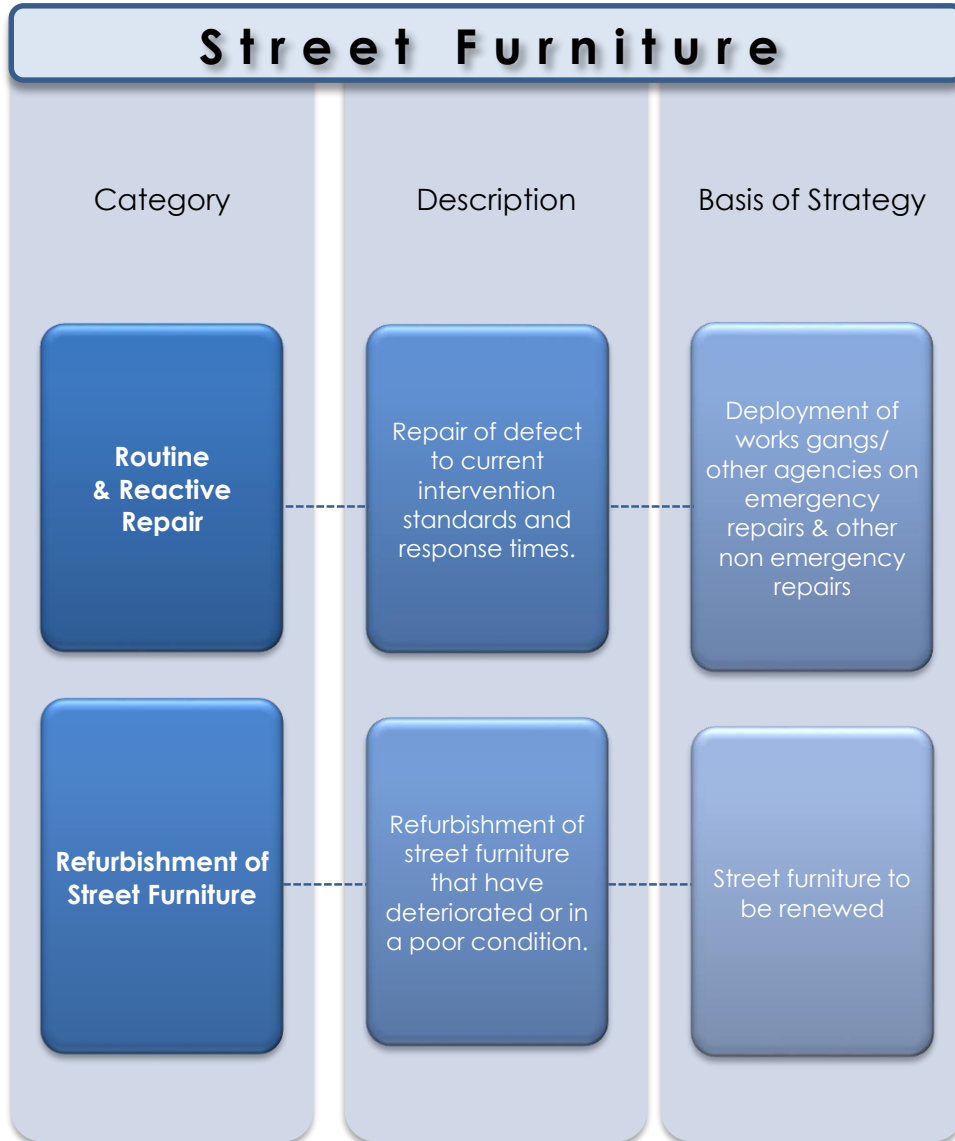 Street Furniture
Category
Description
Basis of Strategy
Routine
& Reactive
Repair
Repair of defect
to current
intervention
standards and
response times.
Deployment of
works gangs/
other agencies on
emergency
repairs & other
non emergency
repairs
Refurbishment of
Street Furniture
Refurbishment of
street furniture
that have
deteriorated or in
a poor condition.
Street furniture to
be renewed